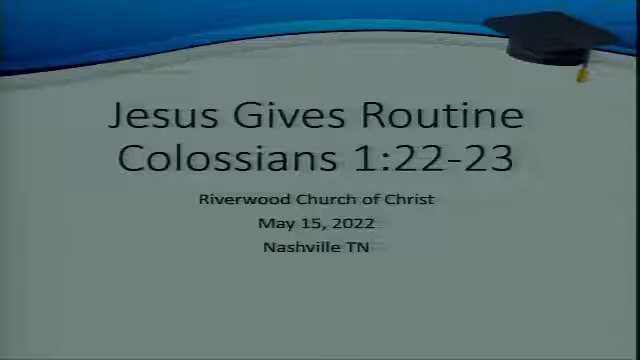 Jesus Gives Routine
Colossians 1:22-23
Riverwood Church of Christ
May 15, 2022
Nashville TN